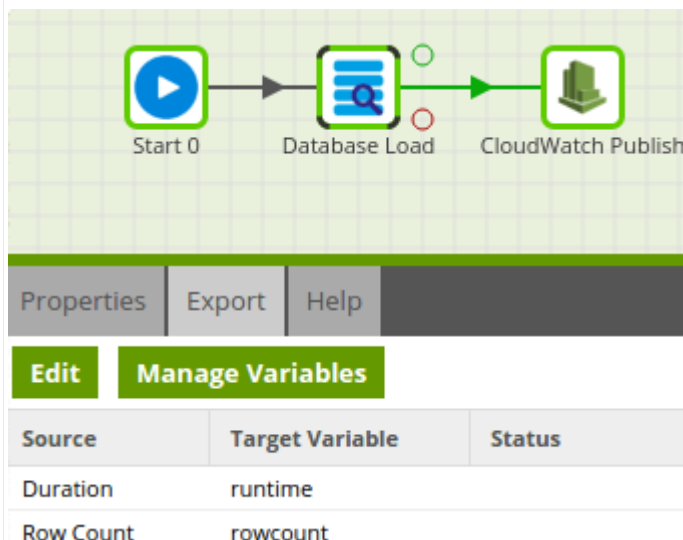 Start 0
Database Load
CloudWatch Publish
Properties
Export
Help
Edit
Manage Variables
Source Target Variable Status
Duration runtime
Row Count rowcount